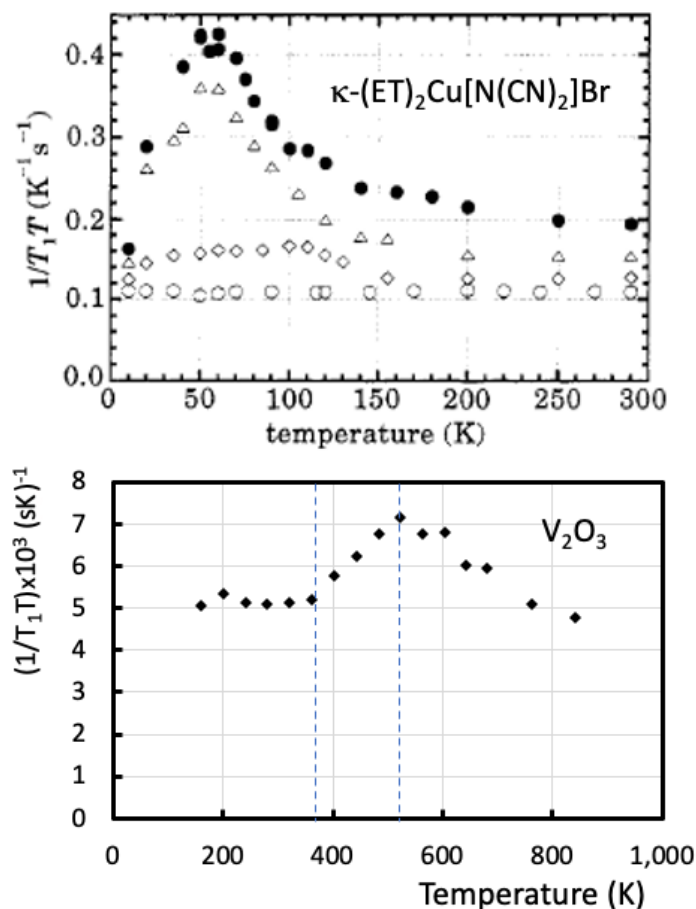 0.4
0.3
0.2
0.1
0.0
1/T₁T (K⁻¹ s⁻¹)
κ-(ET)₂Cu[N(CN)₂]Br
0 50 100 150 200 250 300
temperature (K)
8
7
6
5
4
3
2
1
0
(1/T₁T)x10³ (sK)⁻¹
V₂O₃
0 200 400 600 800 1,000
Temperature (K)